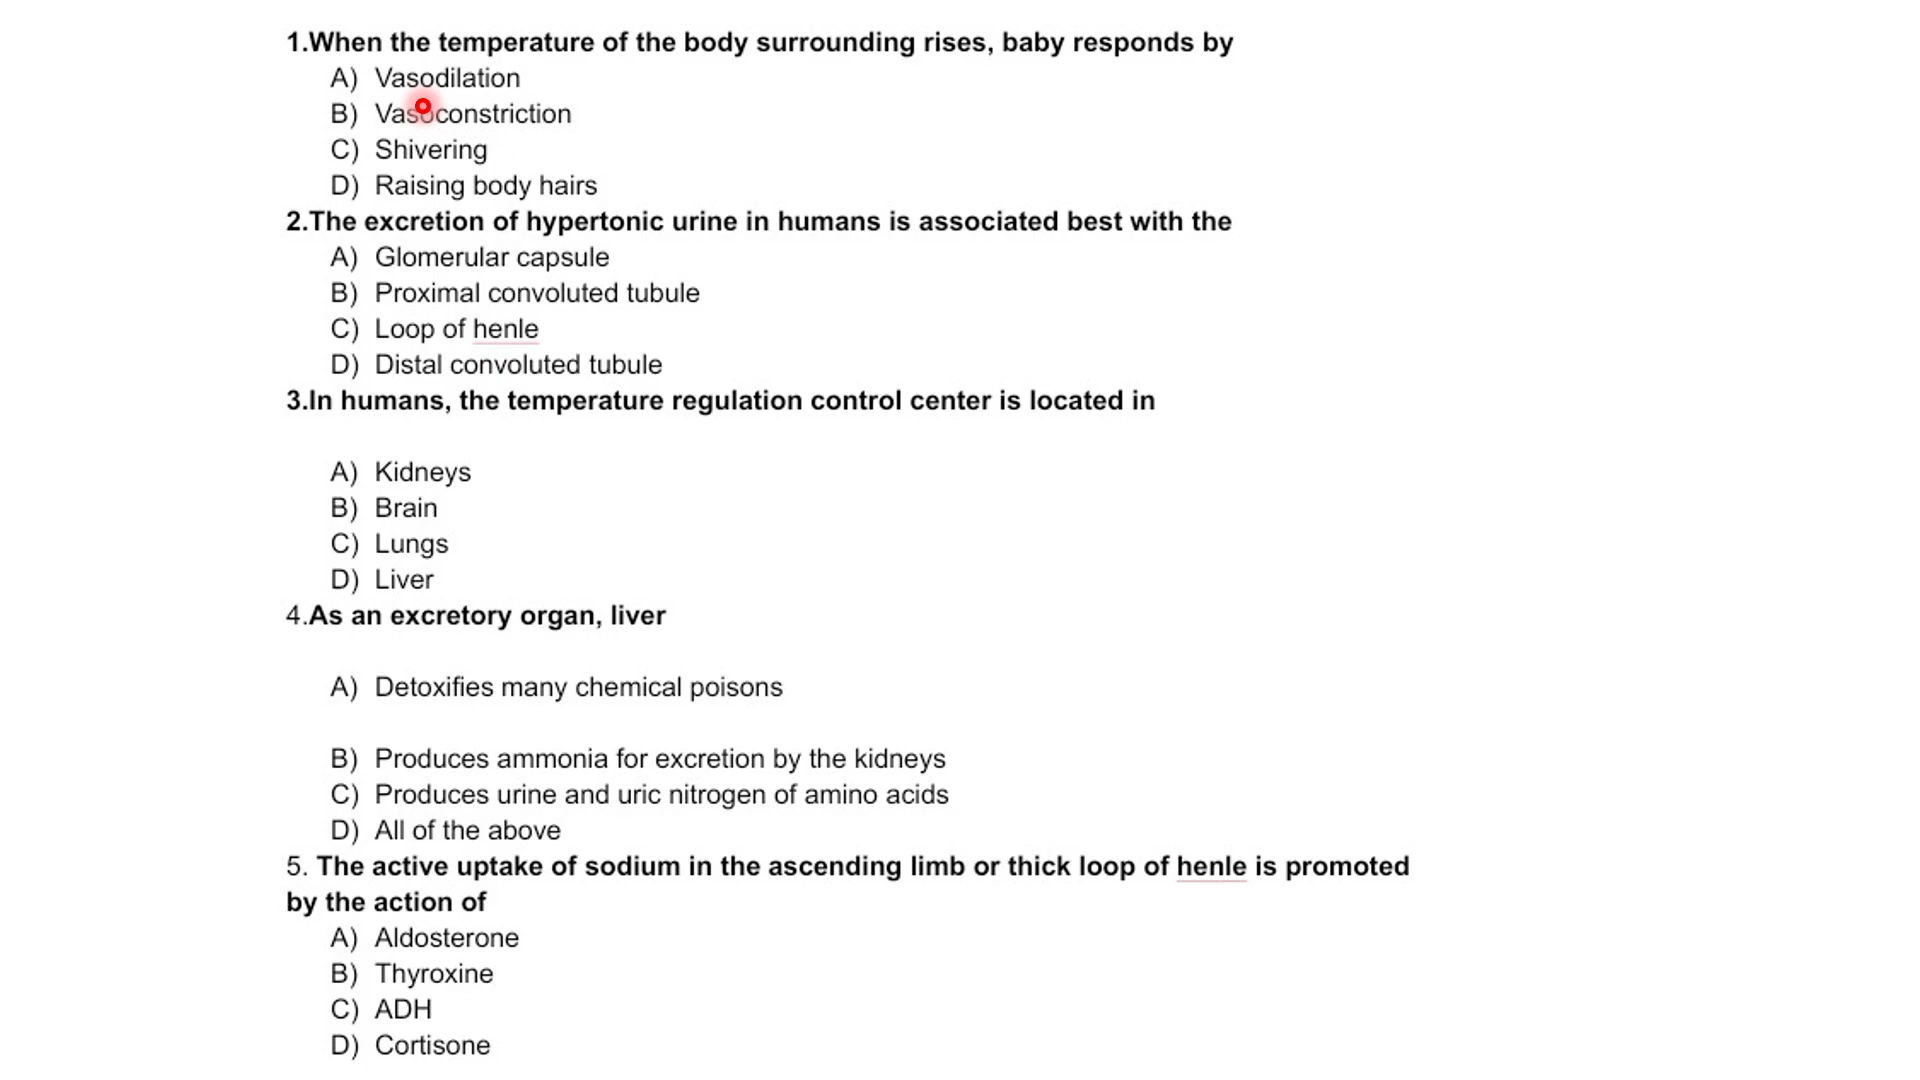 1.When the temperature of the body surrounding rises, baby responds by
A) Vasodilation
B) Vasoconstriction
C) Shivering
D) Raising body hairs
2.The excretion of hypertonic urine in humans is associated best with the
A) Glomerular capsule
B) Proximal convoluted tubule
C) Loop of henle
D) Distal convoluted tubule
3.In humans, the temperature regulation control center is located in
A) Kidneys
B) Brain
C) Lungs
D) Liver
4.As an excretory organ, liver
A) Detoxifies many chemical poisons
B) Produces ammonia for excretion by the kidneys
C) Produces urine and uric nitrogen of amino acids
D) All of the above
5. The active uptake of sodium in the ascending limb or thick loop of henle is promoted
by the action of
A) Aldosterone
B) Thyroxine
C) ADH
D) Cortisone